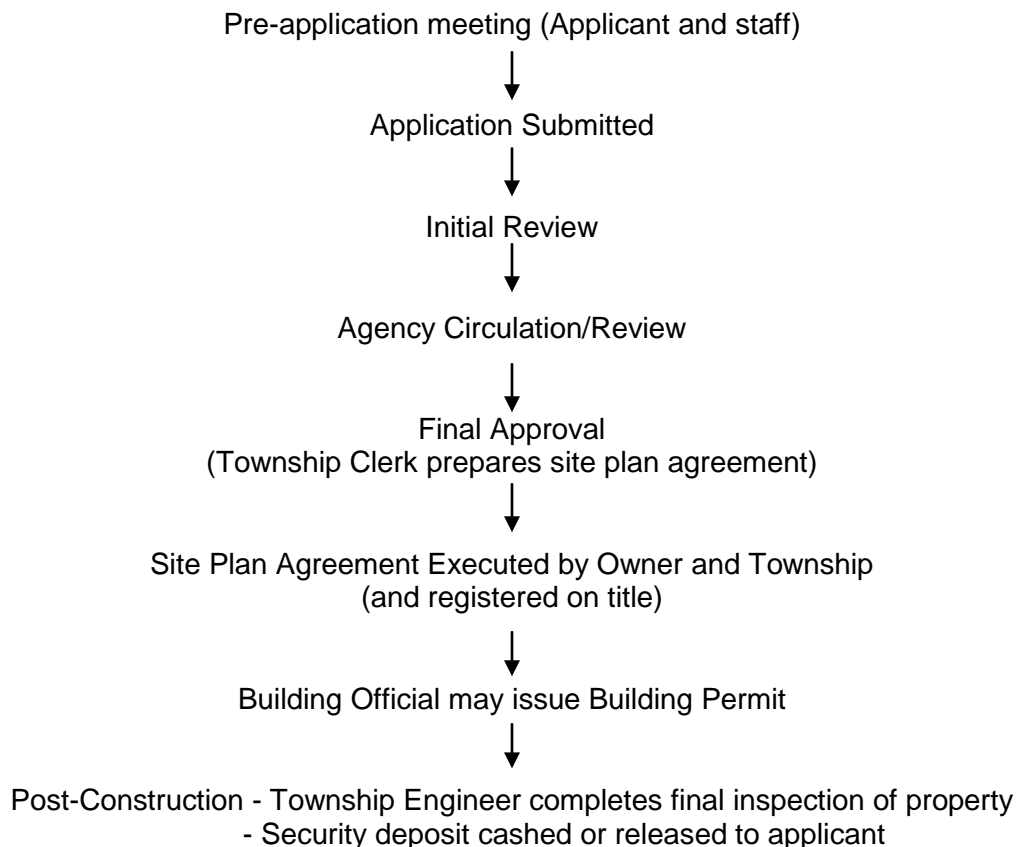 Pre-application meeting (Applicant and staff)
Application Submitted
Initial Review
Agency Circulation/Review
Final Approval
(Township Clerk prepares site plan agreement)
Site Plan Agreement Executed by Owner and Township
(and registered on title)
Building Official may issue Building Permit
Post-Construction - Township Engineer completes final inspection of property
- Security deposit cashed or released to applicant